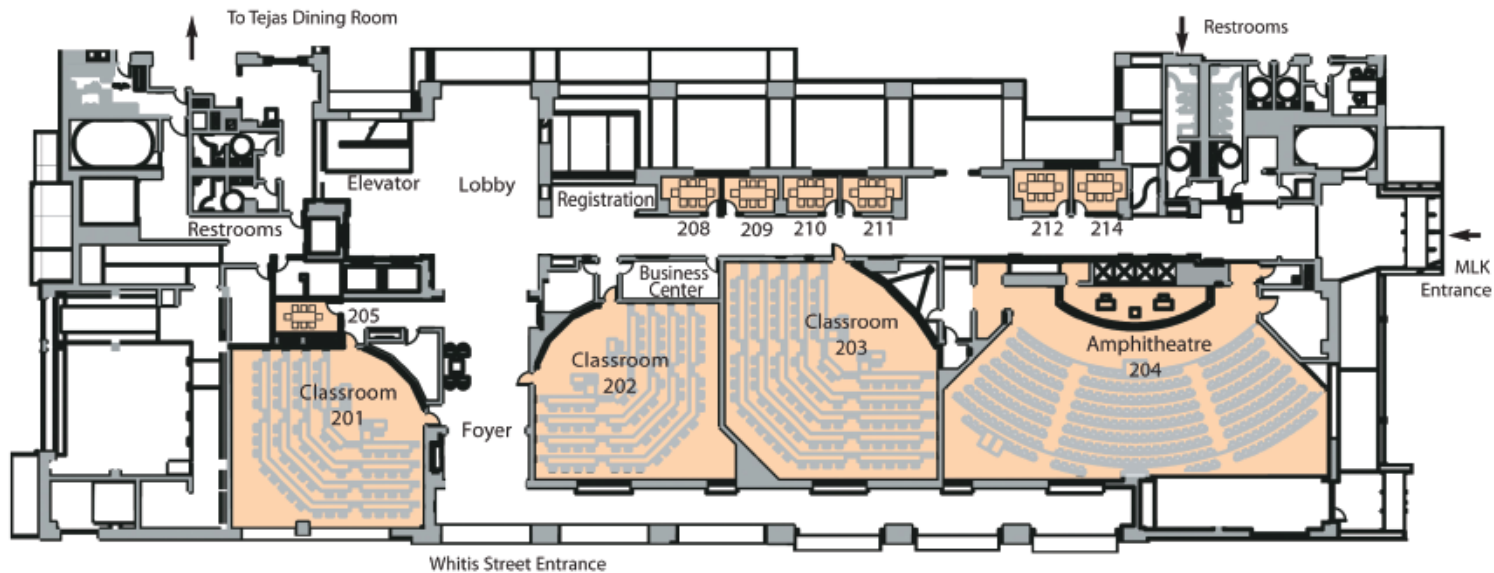 To Tejas Dining Room
Restrooms
Elevator
Lobby
Registration
Restrooms
208
209
210
211
212
214
MLK
Entrance
Business
Center
205
Classroom
201
Classroom
202
Classroom
203
Amphitheatre
204
Foyer
Whitis Street Entrance